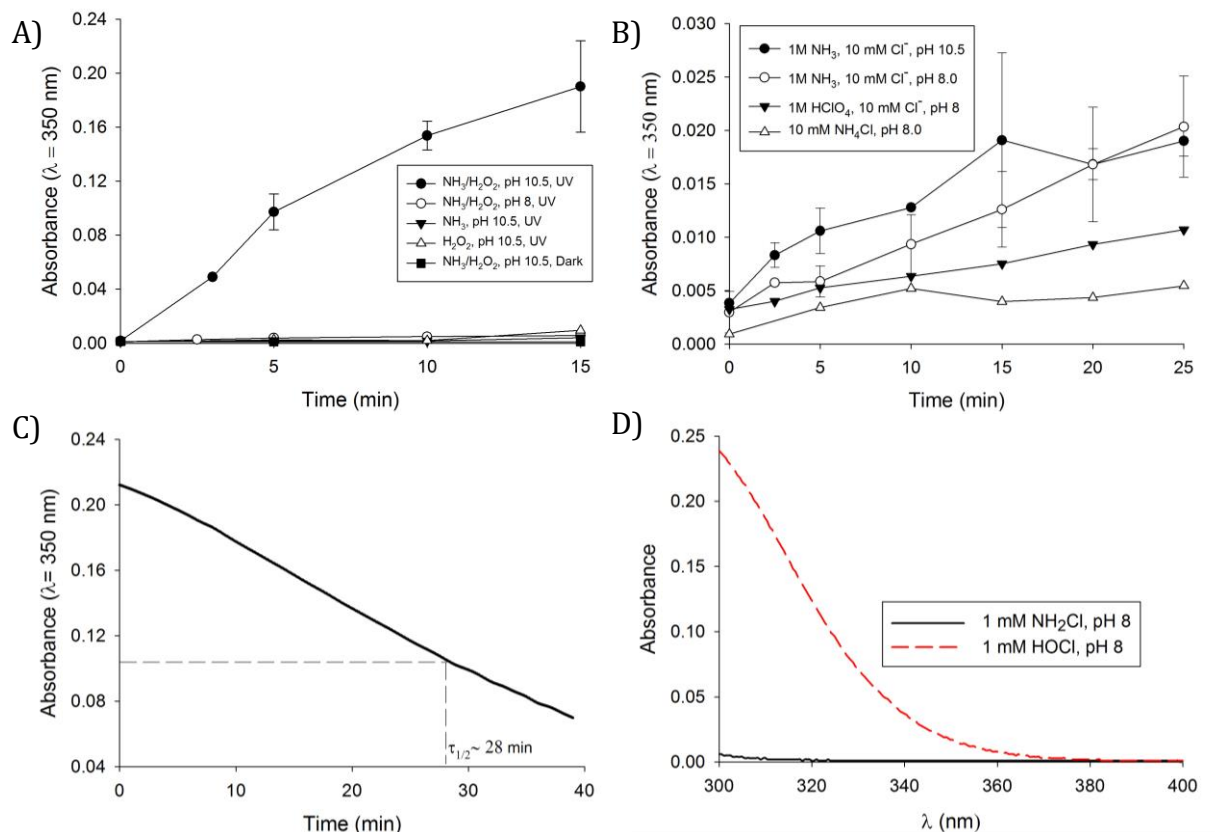 A)
Absorbance (λ = 350 nm)
0.24
0.20
0.16
0.12
0.08
0.04
0.00
NH₃/H₂O₂, pH 10.5, UV
NH₃/H₂O₂, pH 8, UV
NH₃, pH 10.5, UV
H₂O₂, pH 10.5, UV
NH₃/H₂O₂, pH 10.5, Dark
0 5 10 15
Time (min)
B)
Absorbance (λ = 350 nm)
0.030
0.025
0.020
0.015
0.010
0.005
0.000
1M NH₃, 10 mM Cl⁻, pH 10.5
1M NH₃, 10 mM Cl⁻, pH 8.0
1M HClO₄, 10 mM Cl⁻, pH 8
10 mM NH₄Cl, pH 8.0
0 5 10 15 20 25
Time (min)
C)
Absorbance (λ= 350 nm)
0.24
0.20
0.16
0.12
0.08
0.04
τ₁/₂~ 28 min
0 10 20 30 40
Time (min)
D)
Absorbance
0.25
0.20
0.15
0.10
0.05
0.00
1 mM NH₂Cl, pH 8
1 mM HOCl, pH 8
300 320 340 360 380 400
λ (nm)